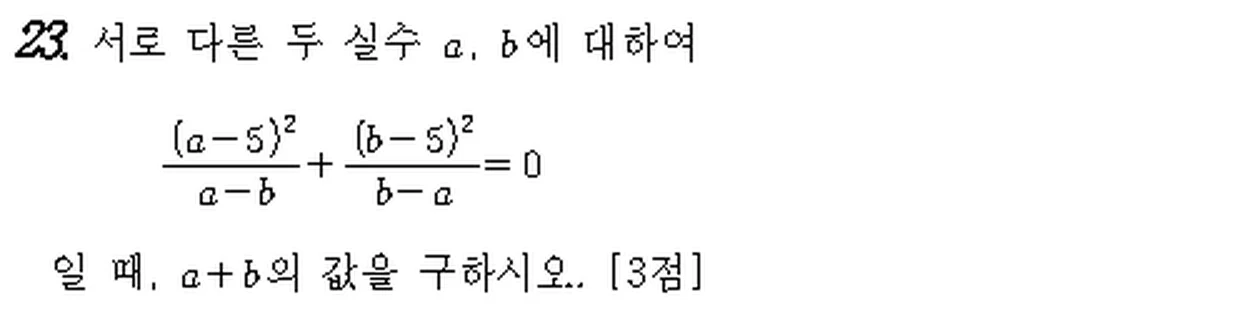 23. 서로 다른 두 실수 a, b에 대하여
(a-5)²/(a-b) + (b-5)²/(b-a) = 0
일 때, a+b의 값을 구하시오.. [3점]